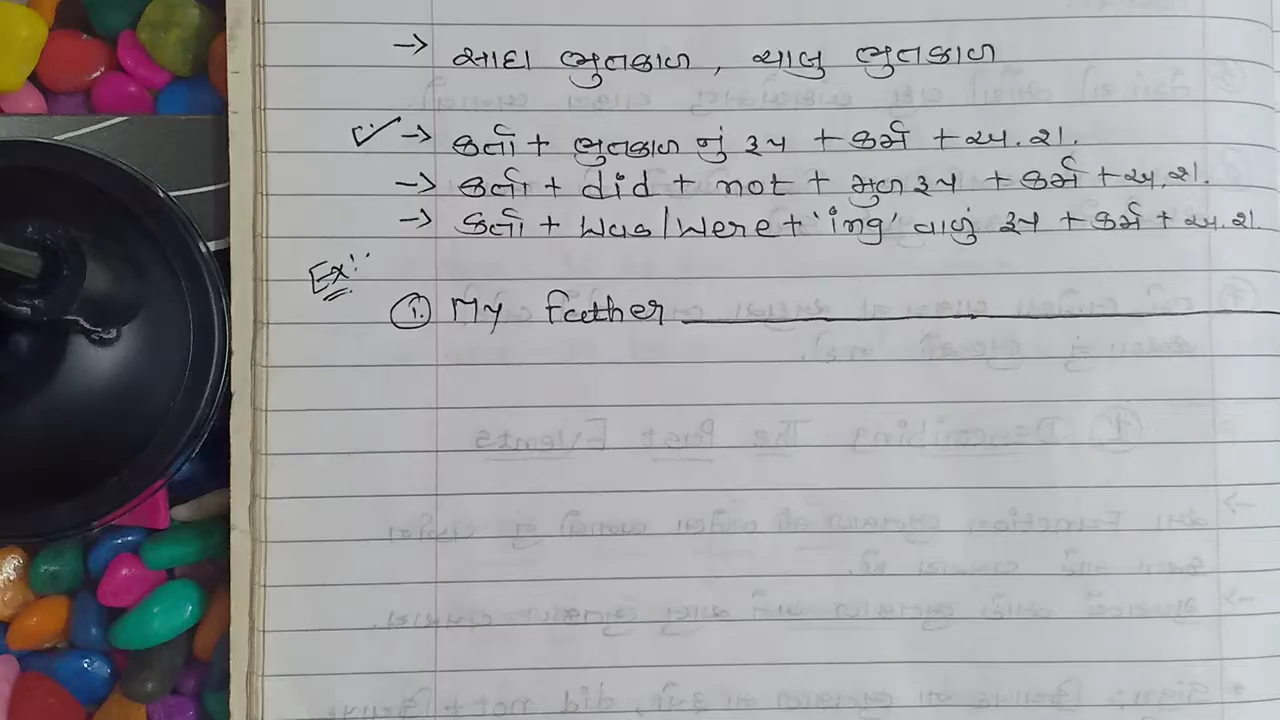 → સાદા ભુતકાળ , ચાલુ ભુતકાળ
✓ → કર્તા + ભુતકાળ નું રૂપ + કર્મ + અ.શ.
→ કર્તા + did + not + મુળ રૂપ + કર્મ + અ.શ.
→ કર્તા + was/were + 'ing' વાળું રૂપ + કર્મ + અ.શ.
Ex:-
① My father